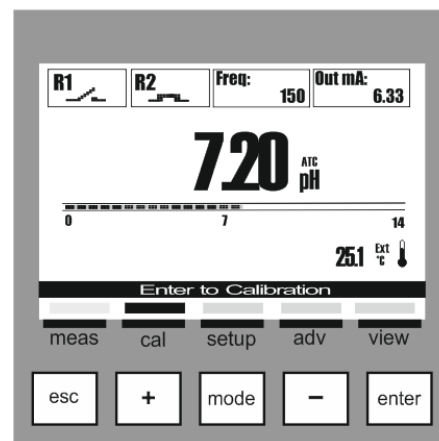 R1 R2 Freq: 150 Out mA: 6.33
7.20 ATC pH
0 7 14
25.1 Ext °C
Enter to Calibration
meas cal setup adv view
esc + mode − enter